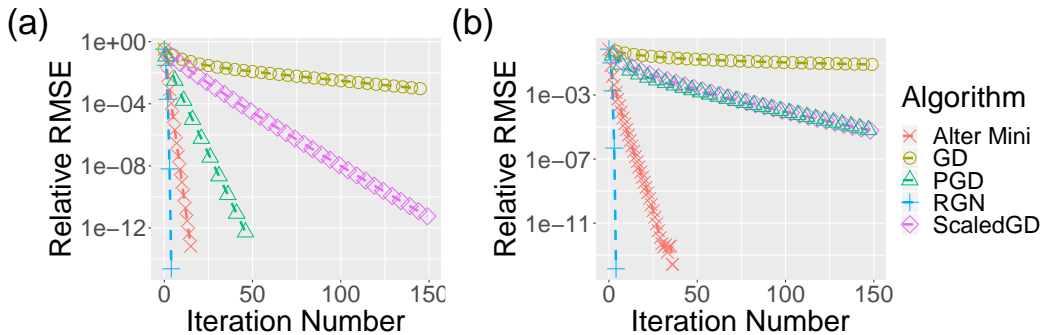 (a)
Relative RMSE
1e+00
1e−04
1e−08
1e−12
0
50
100
150
Iteration Number
(b)
Relative RMSE
1e−03
1e−07
1e−11
0
50
100
150
Iteration Number
Algorithm
Alter Mini
GD
PGD
RGN
ScaledGD